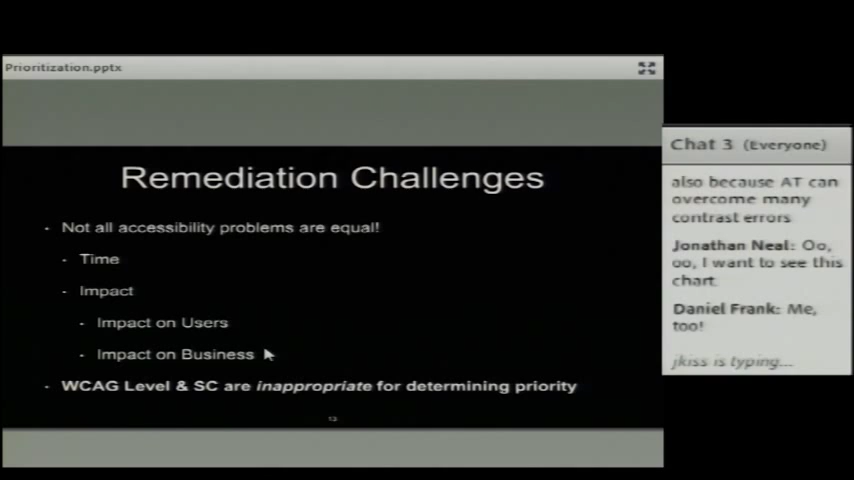 Prioritization.pptx
Remediation Challenges
Not all accessibility problems are equal!
Time
Impact
Impact on Users
Impact on Business
WCAG Level & SC are inappropriate for determining priority
13
Chat 3 (Everyone)
also because AT can
overcome many
contrast errors
Jonathan Neal: Oo,
oo, I want to see this
chart.
Daniel Frank: Me,
too!
jkiss is typing...